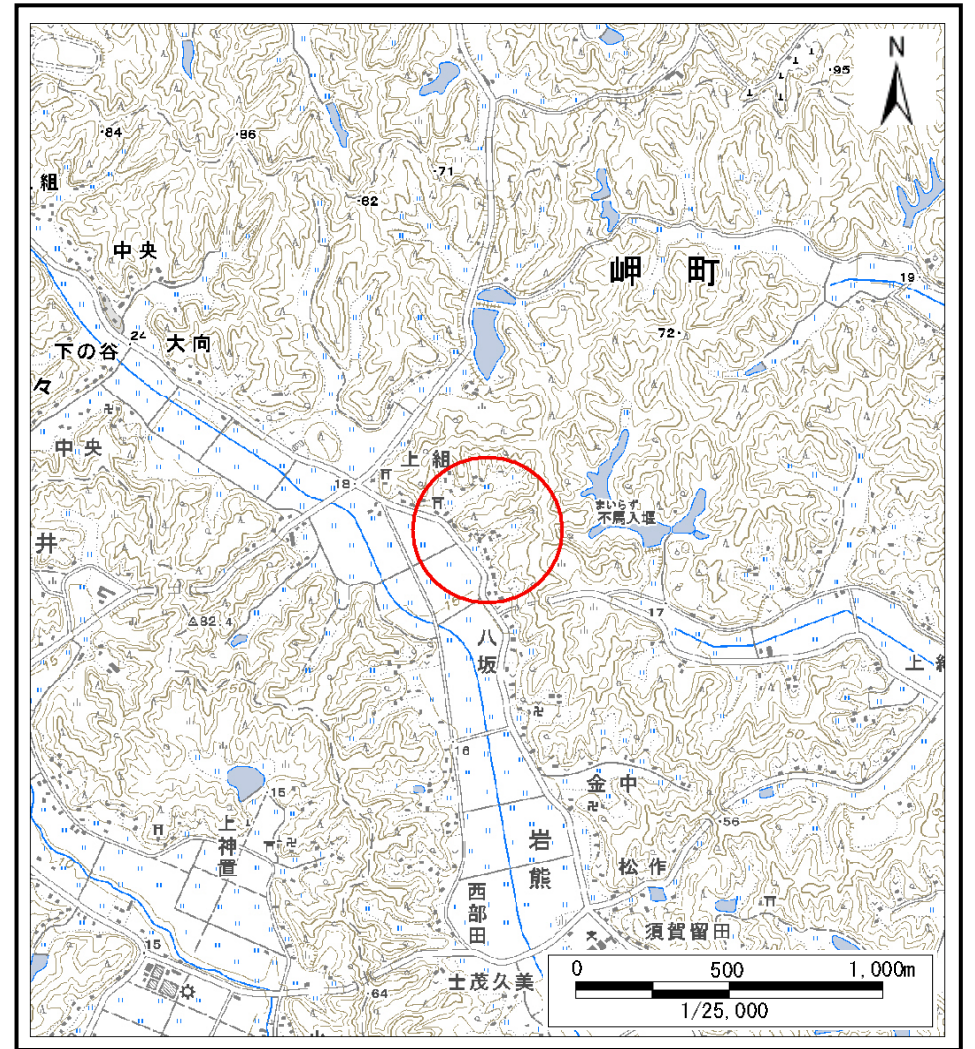 N
・95
・84
・86
・71
組
・62
中央
岬町
19
24
72・
下の谷
大向
々
中央
上組
18
まいらず
不馬入堰
井
17
△82.4
八坂
上
16
15
金中
・56
上神置
岩熊
松作
西部田
須賀留田
15
士茂久美
・64
0 500 1,000m
1/25,000